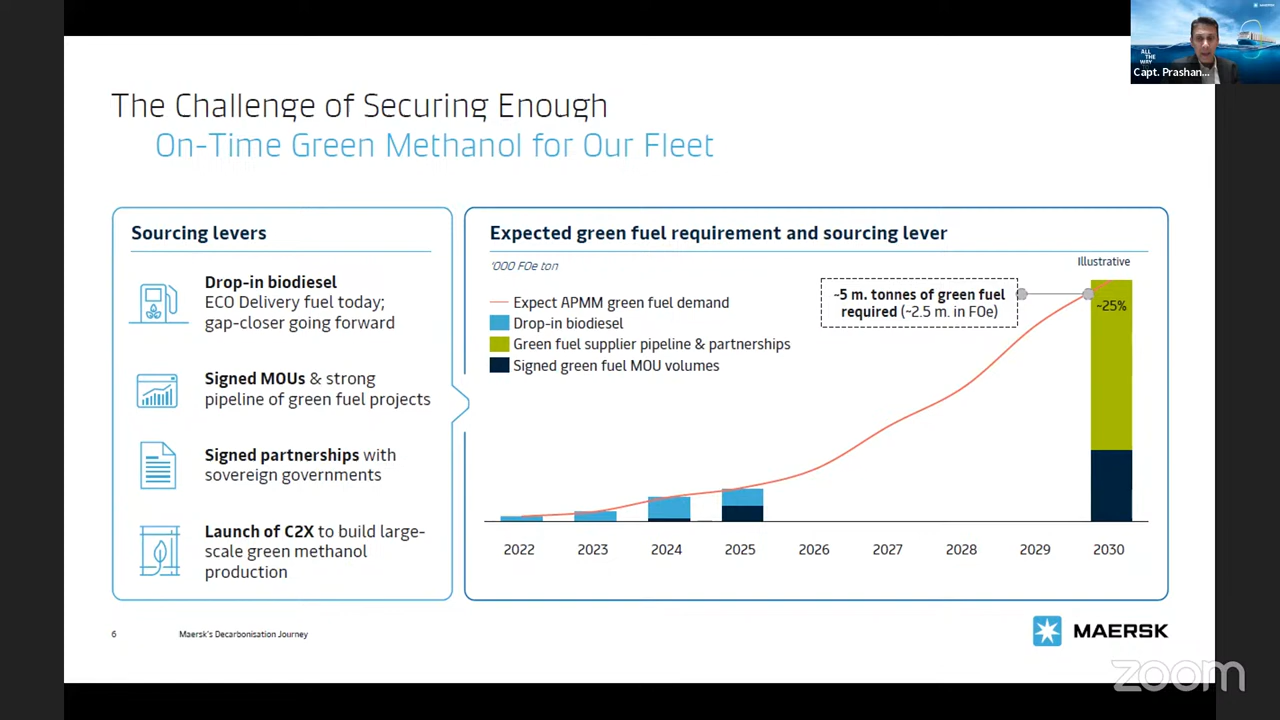 ALL
THE
WAY
Capt. Prashan...
The Challenge of Securing Enough
On-Time Green Methanol for Our Fleet
Sourcing levers
Drop-in biodiesel
ECO Delivery fuel today;
gap-closer going forward
Signed MOUs & strong
pipeline of green fuel projects
Signed partnerships with
sovereign governments
Launch of C2X to build large-
scale green methanol
production
Expected green fuel requirement and sourcing lever
'000 FOe ton
Illustrative
Expect APMM green fuel demand
Drop-in biodiesel
Green fuel supplier pipeline & partnerships
Signed green fuel MOU volumes
~5 m. tonnes of green fuel
required (~2.5 m. in FOe)
~25%
2022 2023 2024 2025 2026 2027 2028 2029 2030
6 Maersk's Decarbonisation Journey
MAERSK
zoom